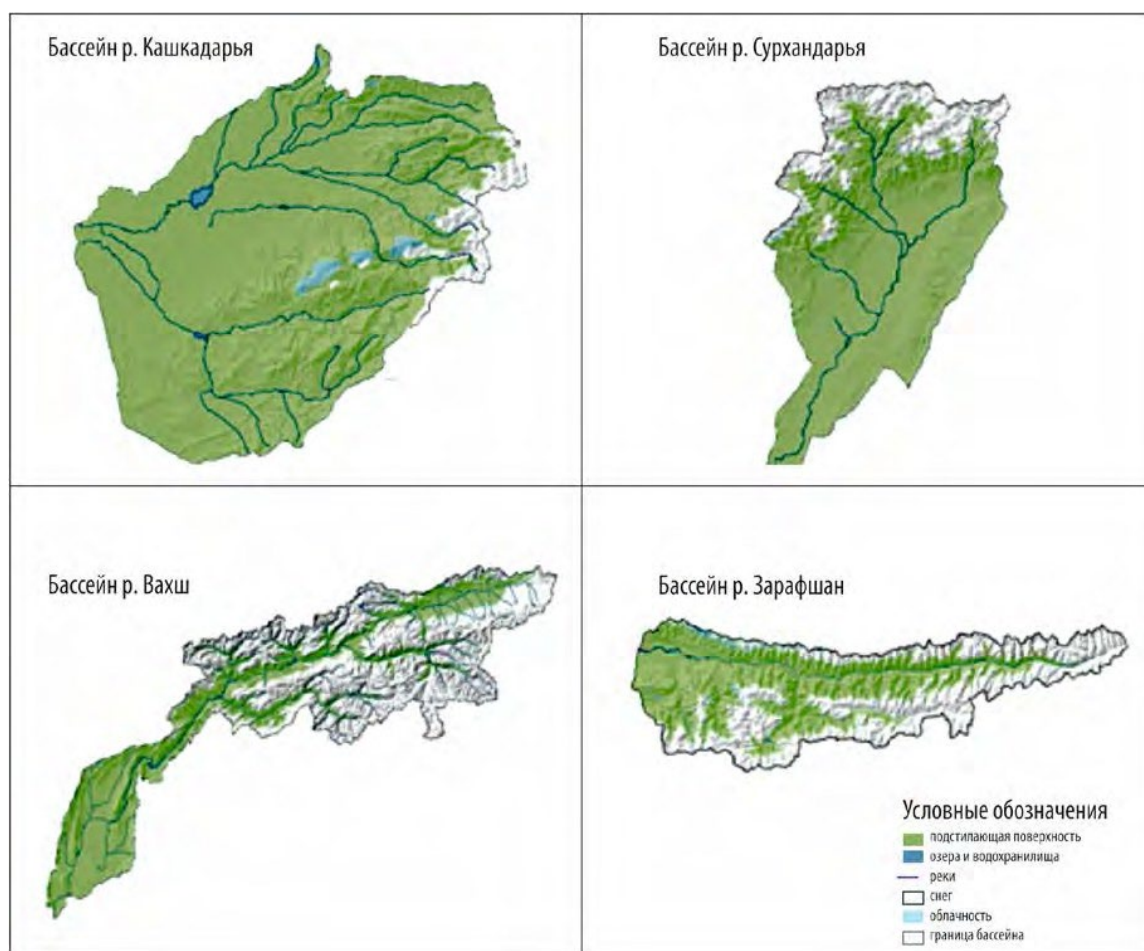 Бассейн р. Кашкадарья
Бассейн р. Сурхандарья
Бассейн р. Вахш
Бассейн р. Зарафшан
Условные обозначения
подстилающая поверхность
озера и водохранилища
реки
снег
облачность
граница бассейна